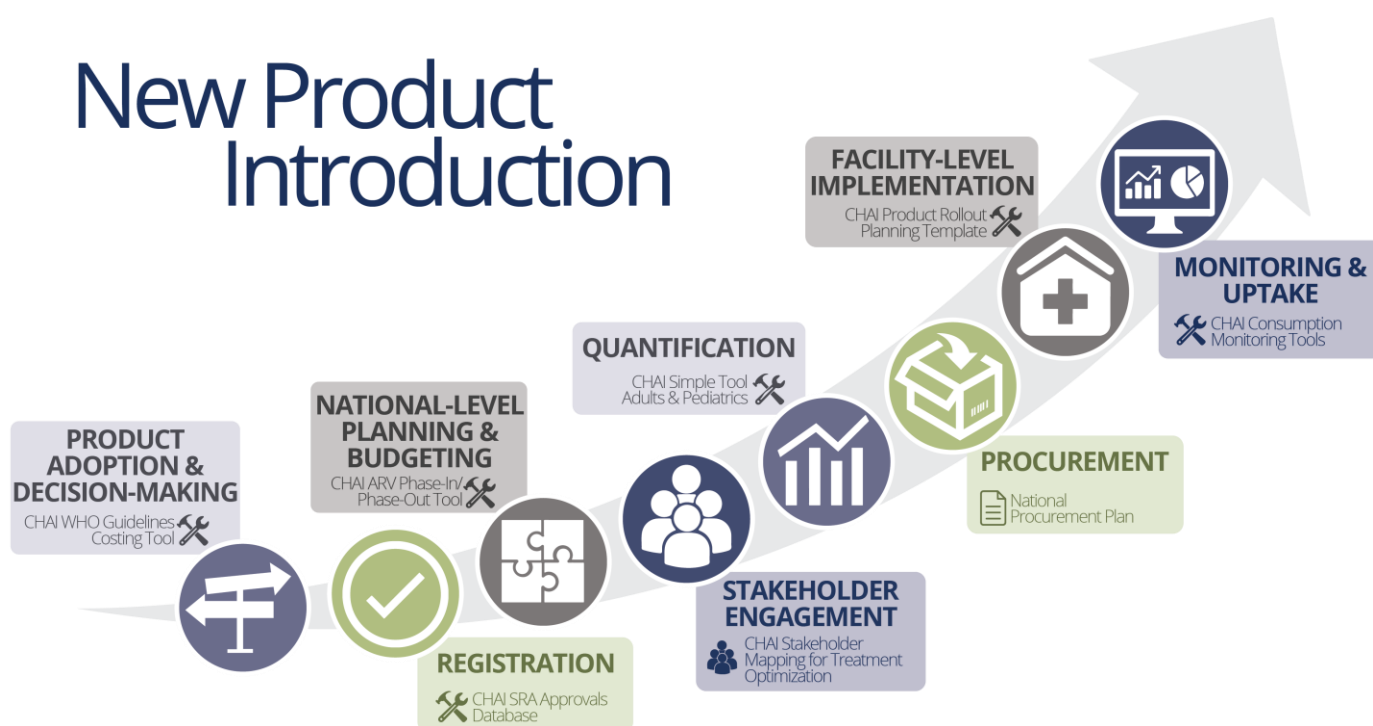 New Product
Introduction
PRODUCT
ADOPTION &
DECISION-MAKING
CHAI WHO Guidelines
Costing Tool
REGISTRATION
CHAI SRA Approvals
Database
NATIONAL-LEVEL
PLANNING &
BUDGETING
CHAI ARV Phase-In/
Phase-Out Tool
STAKEHOLDER
ENGAGEMENT
CHAI Stakeholder
Mapping for Treatment
Optimization
QUANTIFICATION
CHAI Simple Tool
Adults & Pediatrics
PROCUREMENT
National
Procurement Plan
FACILITY-LEVEL
IMPLEMENTATION
CHAI Product Rollout
Planning Template
MONITORING &
UPTAKE
CHAI Consumption
Monitoring Tools